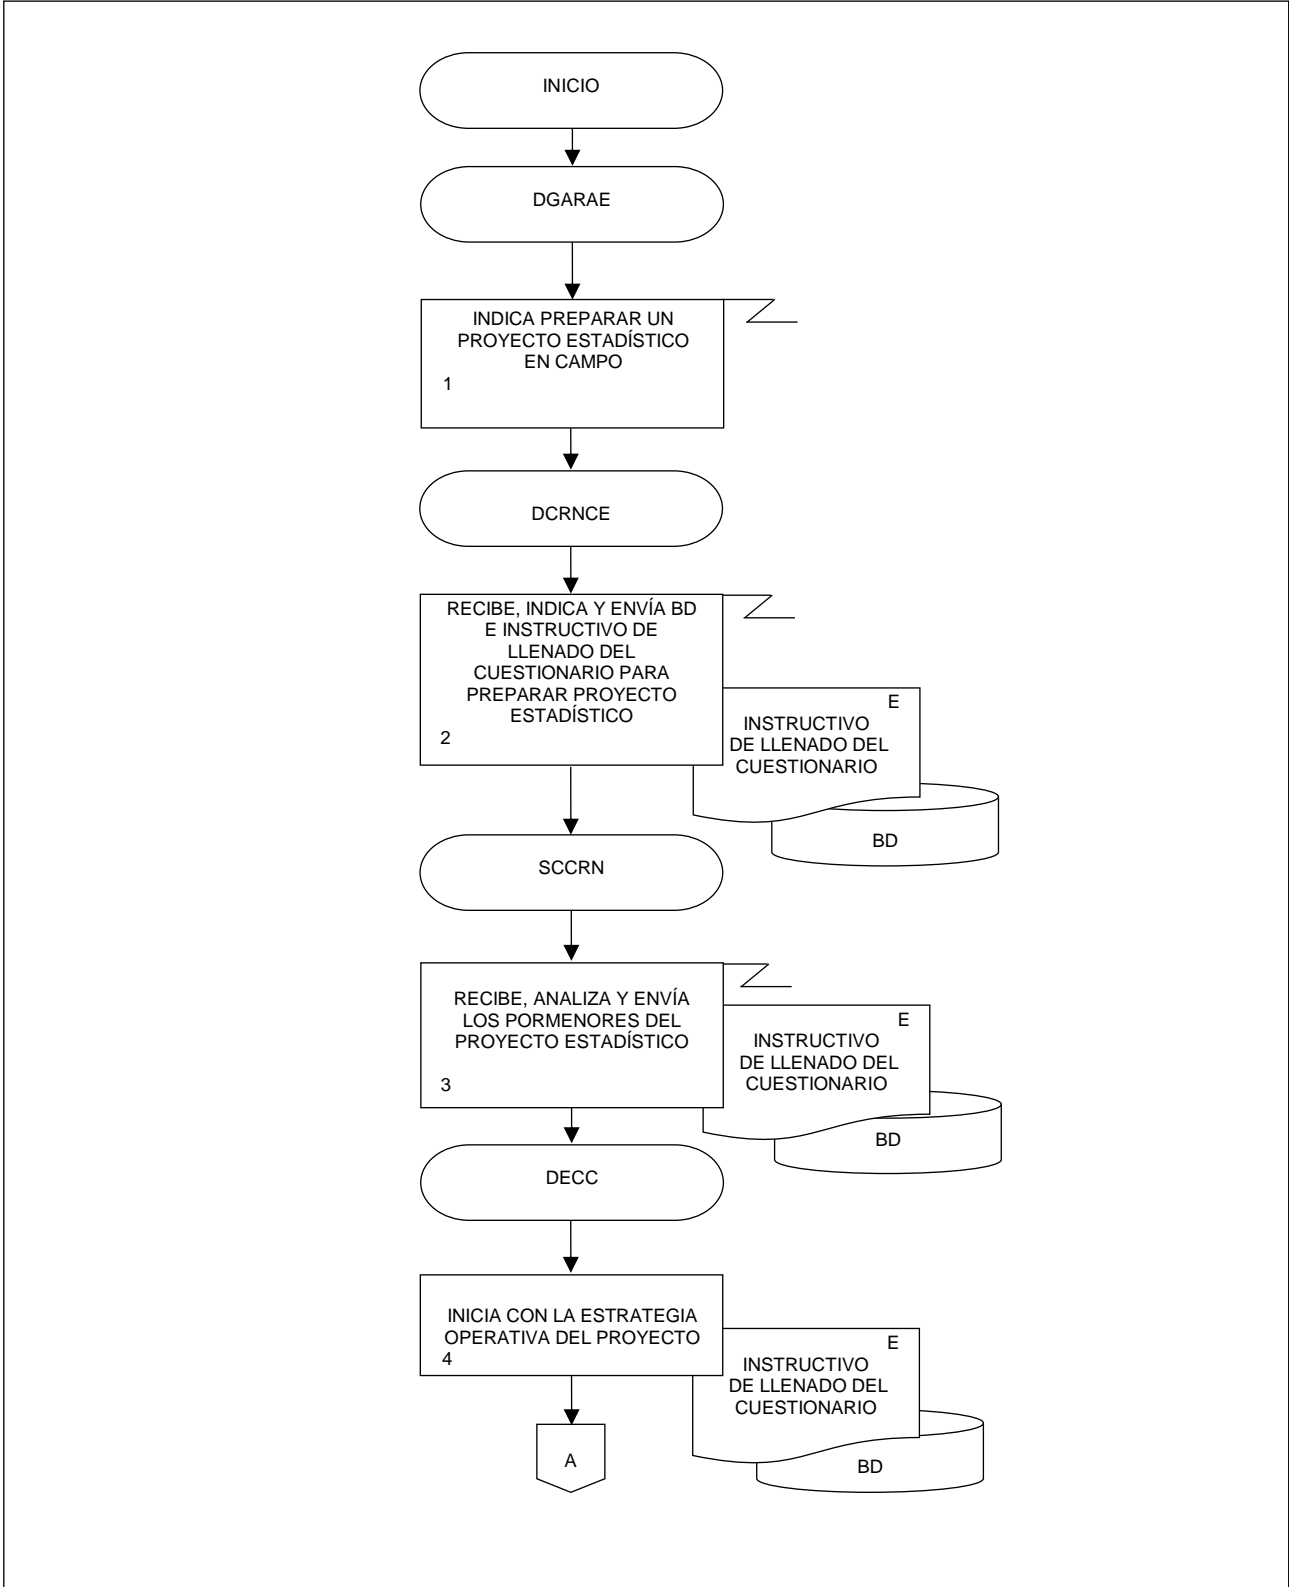 INICIO
DGARAE
INDICA PREPARAR UN
PROYECTO ESTADÍSTICO
EN CAMPO
1
DCRNCE
RECIBE, INDICA Y ENVÍA BD
E INSTRUCTIVO DE
LLENADO DEL
CUESTIONARIO PARA
PREPARAR PROYECTO
ESTADÍSTICO
2
E
INSTRUCTIVO
DE LLENADO DEL
CUESTIONARIO
BD
SCCRN
RECIBE, ANALIZA Y ENVÍA
LOS PORMENORES DEL
PROYECTO ESTADÍSTICO
3
E
INSTRUCTIVO
DE LLENADO DEL
CUESTIONARIO
BD
DECC
INICIA CON LA ESTRATEGIA
OPERATIVA DEL PROYECTO
4
E
INSTRUCTIVO
DE LLENADO DEL
CUESTIONARIO
BD
A